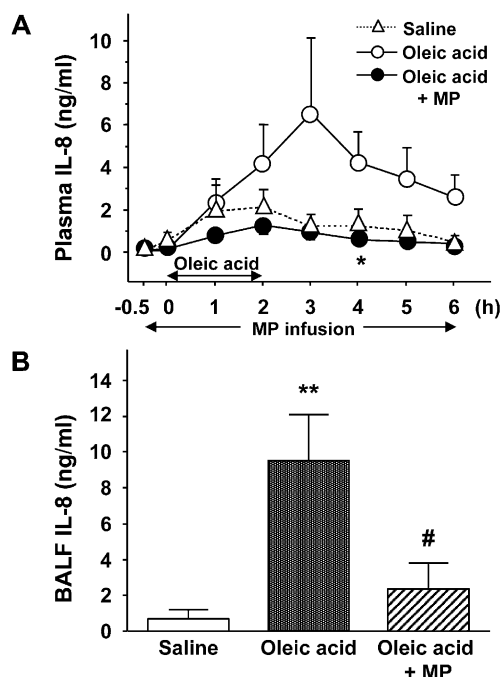 A
Plasma IL-8 (ng/ml)
10
8
6
4
2
0
Saline
Oleic acid
Oleic acid
+ MP
Oleic acid
*
-0.5 0 1 2 3 4 5 6 (h)
MP infusion
B
BALF IL-8 (ng/ml)
14
12
10
8
6
4
2
0
**
#
Saline Oleic acid Oleic acid
+ MP